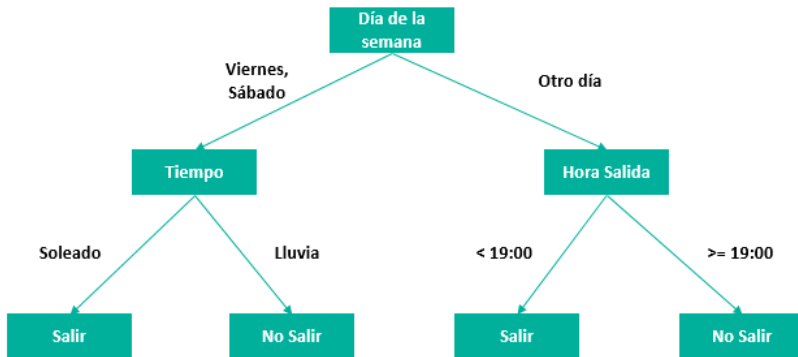 Día de la
semana
Viernes,
Sábado
Otro día
Tiempo
Hora Salida
Soleado
Lluvia
< 19:00
>= 19:00
Salir
No Salir
Salir
No Salir